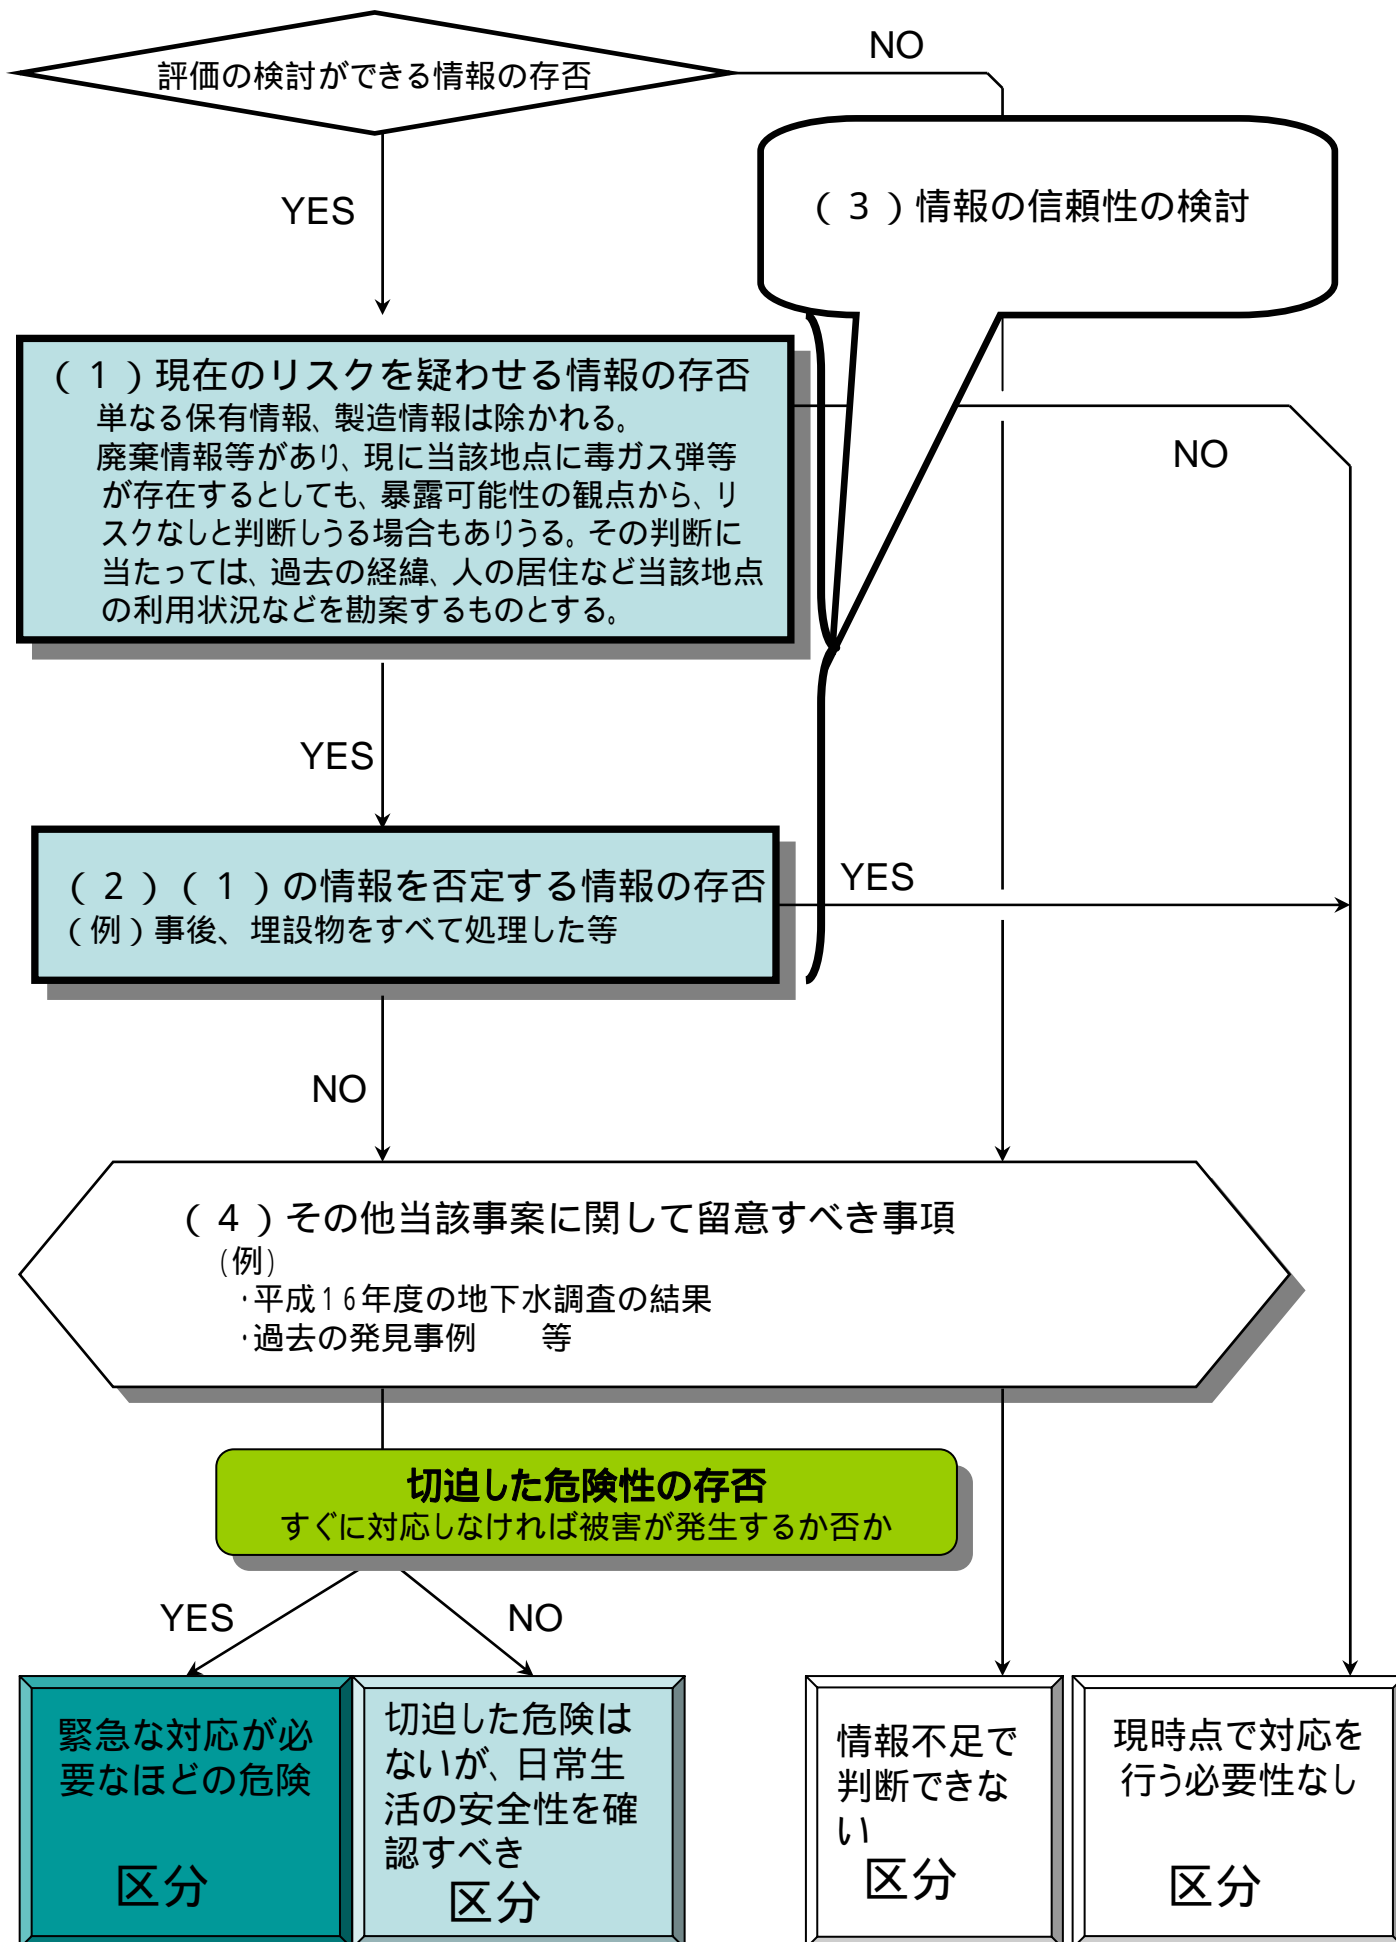 評価の検討ができる情報の存否
NO
YES
(3)情報の信頼性の検討
(1)現在のリスクを疑わせる情報の存否
単なる保有情報、製造情報は除かれる。
廃棄情報等があり、現に当該地点に毒ガス弾等
が存在するとしても、暴露可能性の観点から、リ
スクなしと判断しうる場合もありうる。その判断に
当たっては、過去の経緯、人の居住など当該地点
の利用状況などを勘案するものとする。
NO
YES
(2)(1)の情報を否定する情報の存否
(例)事後、埋設物をすべて処理した等
YES
NO
(4)その他当該事案に関して留意すべき事項
(例)
・平成16年度の地下水調査の結果
・過去の発見事例　等
切迫した危険性の存否
すぐに対応しなければ被害が発生するか否か
YES
NO
緊急な対応が必
要なほどの危険
区分
切迫した危険は
ないが、日常生
活の安全性を確
認すべき
区分
情報不足で
判断できな
い
区分
現時点で対応を
行う必要性なし
区分